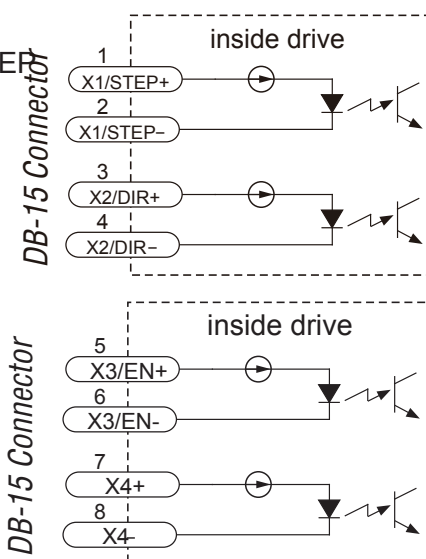 inside drive
EP
DB-15 Connector
1
X1/STEP+
2
X1/STEP–
3
X2/DIR+
4
X2/DIR–
inside drive
DB-15 Connector
5
X3/EN+
6
X3/EN-
7
X4+
8
X4-